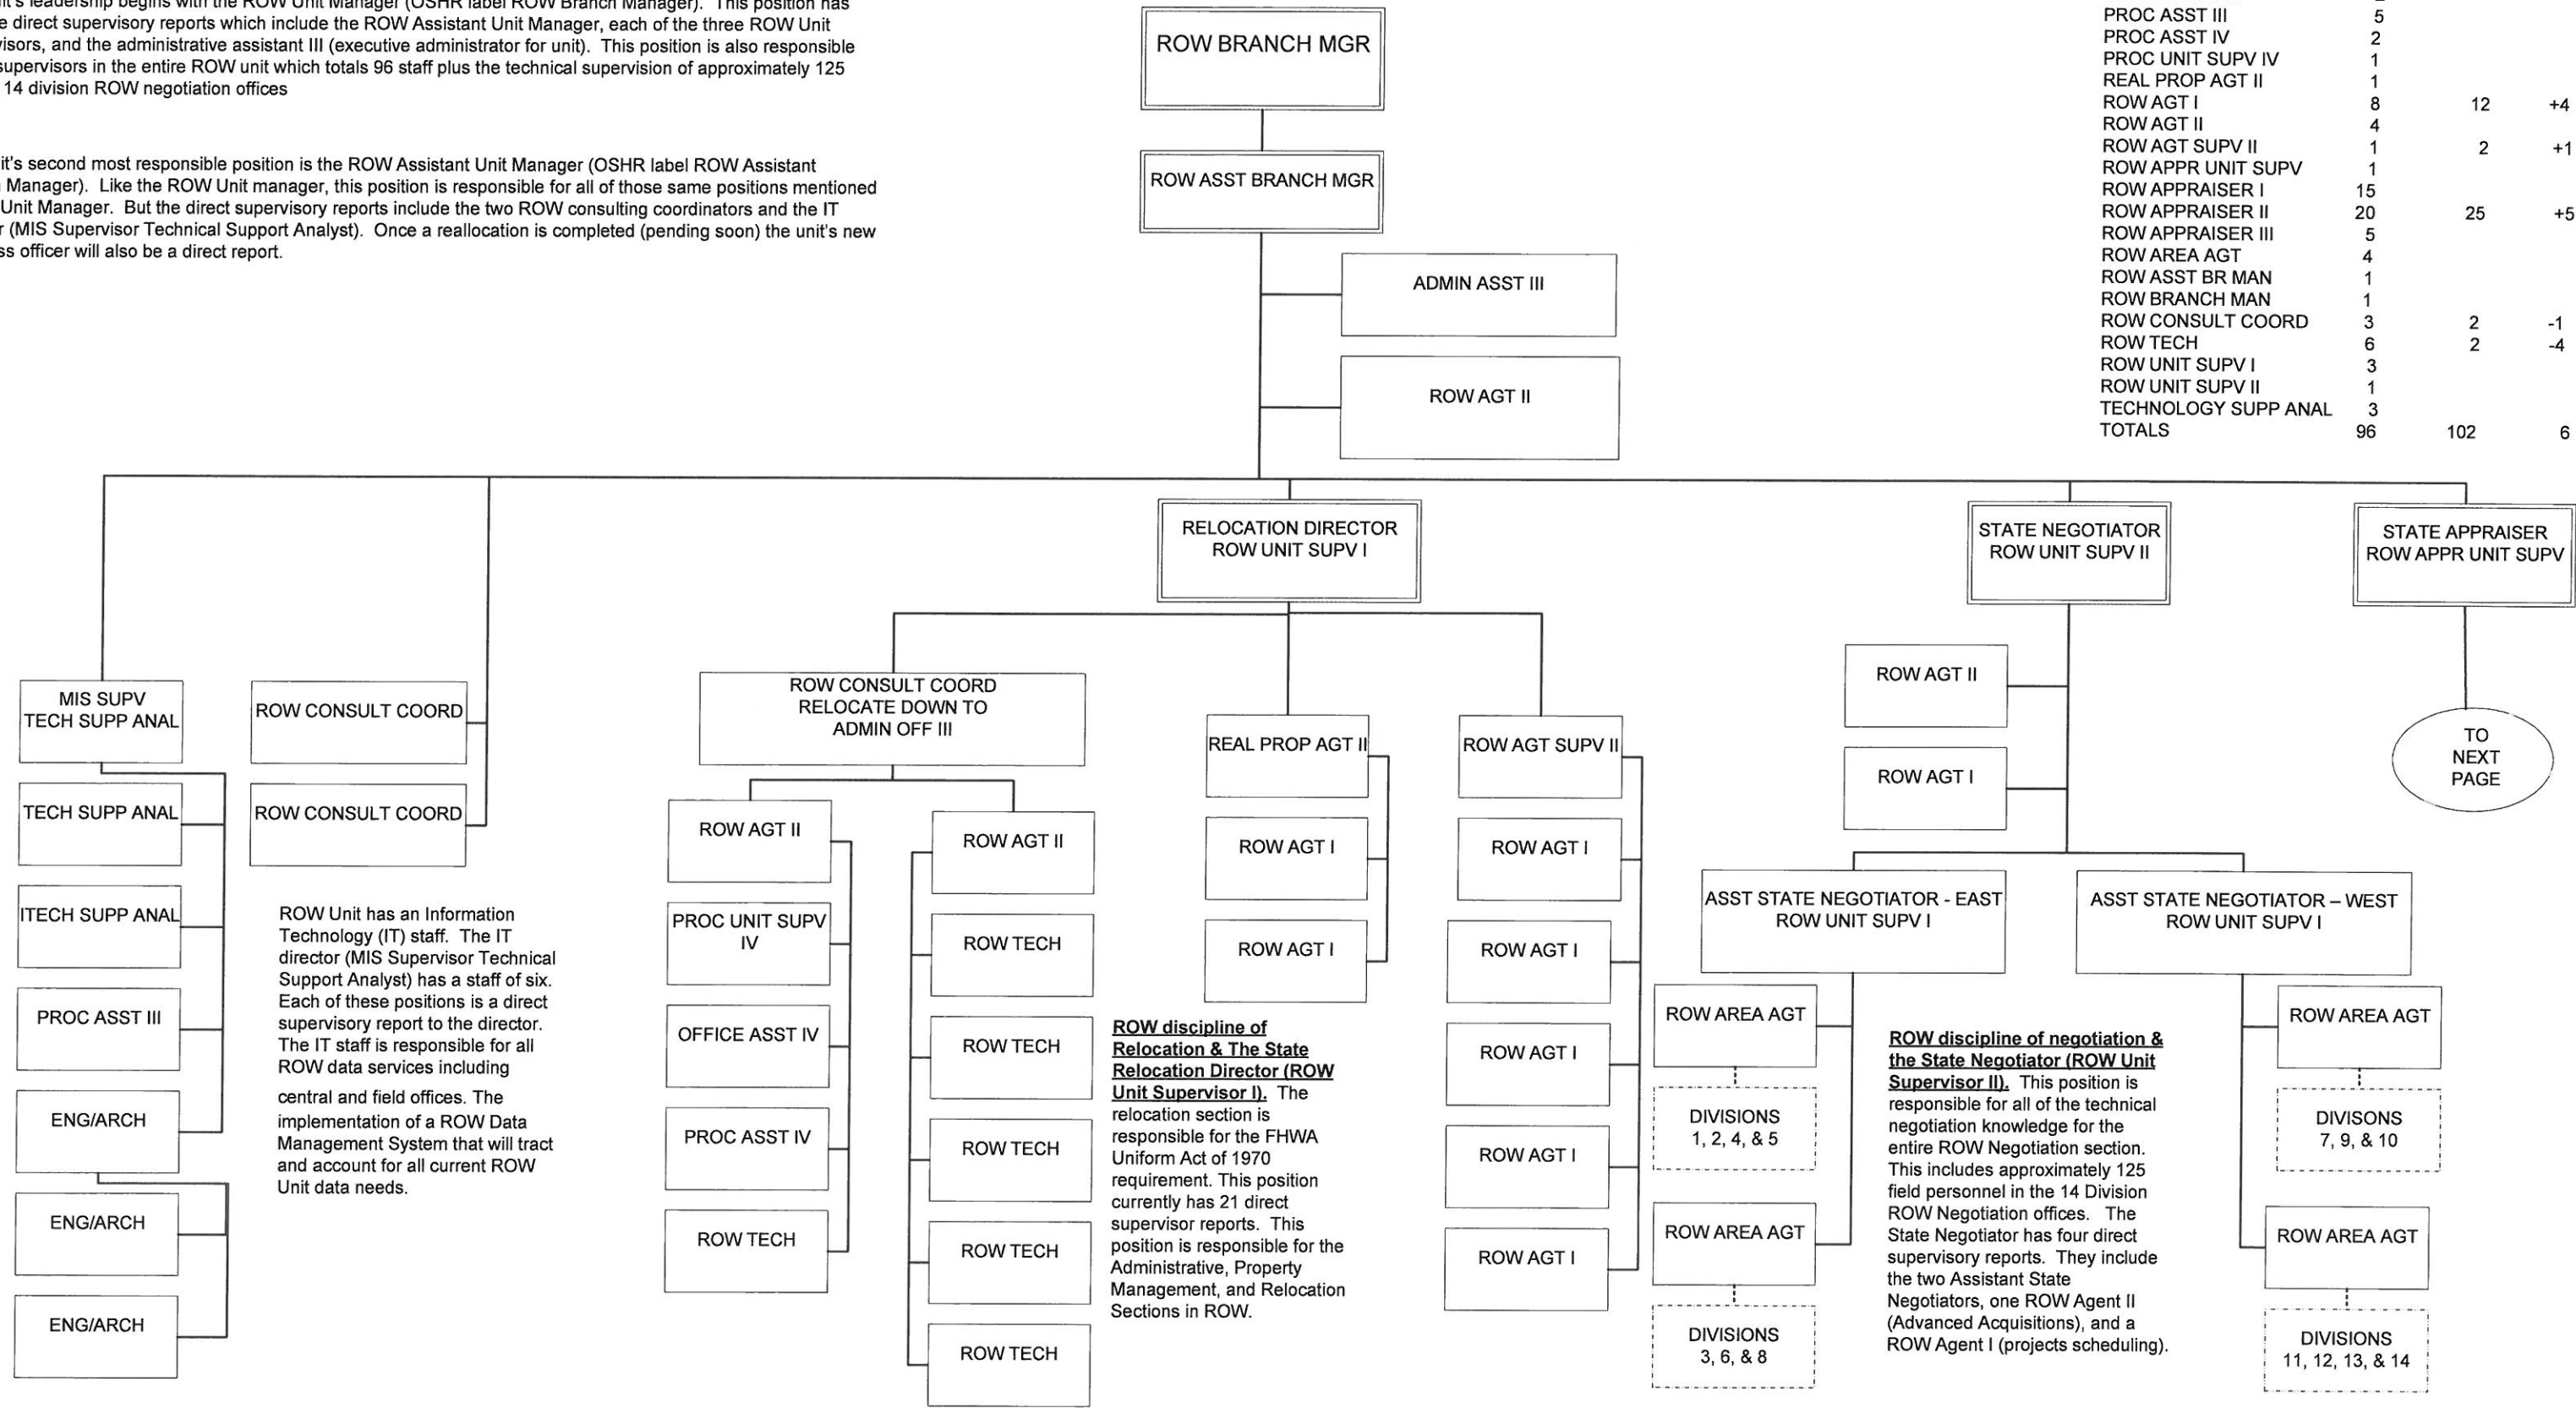 it's leadership begins with the ROW Unit Manager (OSHR label ROW Branch Manager). This position has
direct supervisory reports which include the ROW Assistant Unit Manager, each of the three ROW Unit
and the administrative assistant III (executive administrator for unit). This position is also responsible
supervisors in the entire ROW unit which totals 96 staff plus the technical supervision of approximately 125
14 division ROW negotiation offices
it's second most responsible position is the ROW Assistant Unit Manager (OSHR label ROW Assistant
Manager). Like the ROW Unit manager, this position is responsible for all of those same positions mentioned
Unit Manager. But the direct supervisory reports include the two ROW consulting coordinators and the IT
(MIS Supervisor Technical Support Analyst). Once a reallocation is completed (pending soon) the unit's new
officer will also be a direct report.
PROC ASST III 5
PROC ASST IV 2
PROC UNIT SUPV IV 1
REAL PROP AGT II 1
ROW AGT I 8 12 +4
ROW AGT II 4
ROW AGT SUPV II 1 2 +1
ROW APPR UNIT SUPV 1
ROW APPRAISER I 15
ROW APPRAISER II 20 25 +5
ROW APPRAISER III 5
ROW AREA AGT 4
ROW ASST BR MAN 1
ROW BRANCH MAN 1
ROW CONSULT COORD 3 2 -1
ROW TECH 6 2 -4
ROW UNIT SUPV I 3
ROW UNIT SUPV II 1
TECHNOLOGY SUPP ANAL 3
TOTALS 96 102 6
ROW BRANCH MGR
ROW ASST BRANCH MGR
ADMIN ASST III
ROW AGT II
RELOCATION DIRECTOR
ROW UNIT SUPV I
STATE NEGOTIATOR
ROW UNIT SUPV II
STATE APPRAISER
ROW APPR UNIT SUPV
TO
NEXT
PAGE
MIS SUPV
TECH SUPP ANAL
TECH SUPP ANAL
ITECH SUPP ANAL
PROC ASST III
ENG/ARCH
ENG/ARCH
ENG/ARCH
ROW CONSULT COORD
ROW CONSULT COORD
ROW Unit has an Information
Technology (IT) staff. The IT
director (MIS Supervisor Technical
Support Analyst) has a staff of six.
Each of these positions is a direct
supervisory report to the director.
The IT staff is responsible for all
ROW data services including
central and field offices. The
implementation of a ROW Data
Management System that will tract
and account for all current ROW
Unit data needs.
ROW CONSULT COORD
RELOCATE DOWN TO
ADMIN OFF III
ROW AGT II
PROC UNIT SUPV
IV
OFFICE ASST IV
PROC ASST IV
ROW TECH
ROW AGT II
ROW TECH
ROW TECH
ROW TECH
ROW TECH
ROW TECH
REAL PROP AGT II
ROW AGT I
ROW AGT I
ROW discipline of
Relocation & The State
Relocation Director (ROW
Unit Supervisor I). The
relocation section is
responsible for the FHWA
Uniform Act of 1970
requirement. This position
currently has 21 direct
supervisor reports. This
position is responsible for the
Administrative, Property
Management, and Relocation
Sections in ROW.
ROW AGT SUPV II
ROW AGT I
ROW AGT I
ROW AGT I
ROW AGT I
ROW AGT I
ROW AGT II
ROW AGT I
ASST STATE NEGOTIATOR - EAST
ROW UNIT SUPV I
ROW AREA AGT
DIVISIONS
1, 2, 4, & 5
ROW AREA AGT
DIVISIONS
3, 6, & 8
ROW discipline of negotiation &
the State Negotiator (ROW Unit
Supervisor II). This position is
responsible for all of the technical
negotiation knowledge for the
entire ROW Negotiation section.
This includes approximately 125
field personnel in the 14 Division
ROW Negotiation offices. The
State Negotiator has four direct
supervisory reports. They include
the two Assistant State
Negotiators, one ROW Agent II
(Advanced Acquisitions), and a
ROW Agent I (projects scheduling).
ASST STATE NEGOTIATOR – WEST
ROW UNIT SUPV I
ROW AREA AGT
DIVISONS
7, 9, & 10
ROW AREA AGT
DIVISIONS
11, 12, 13, & 14